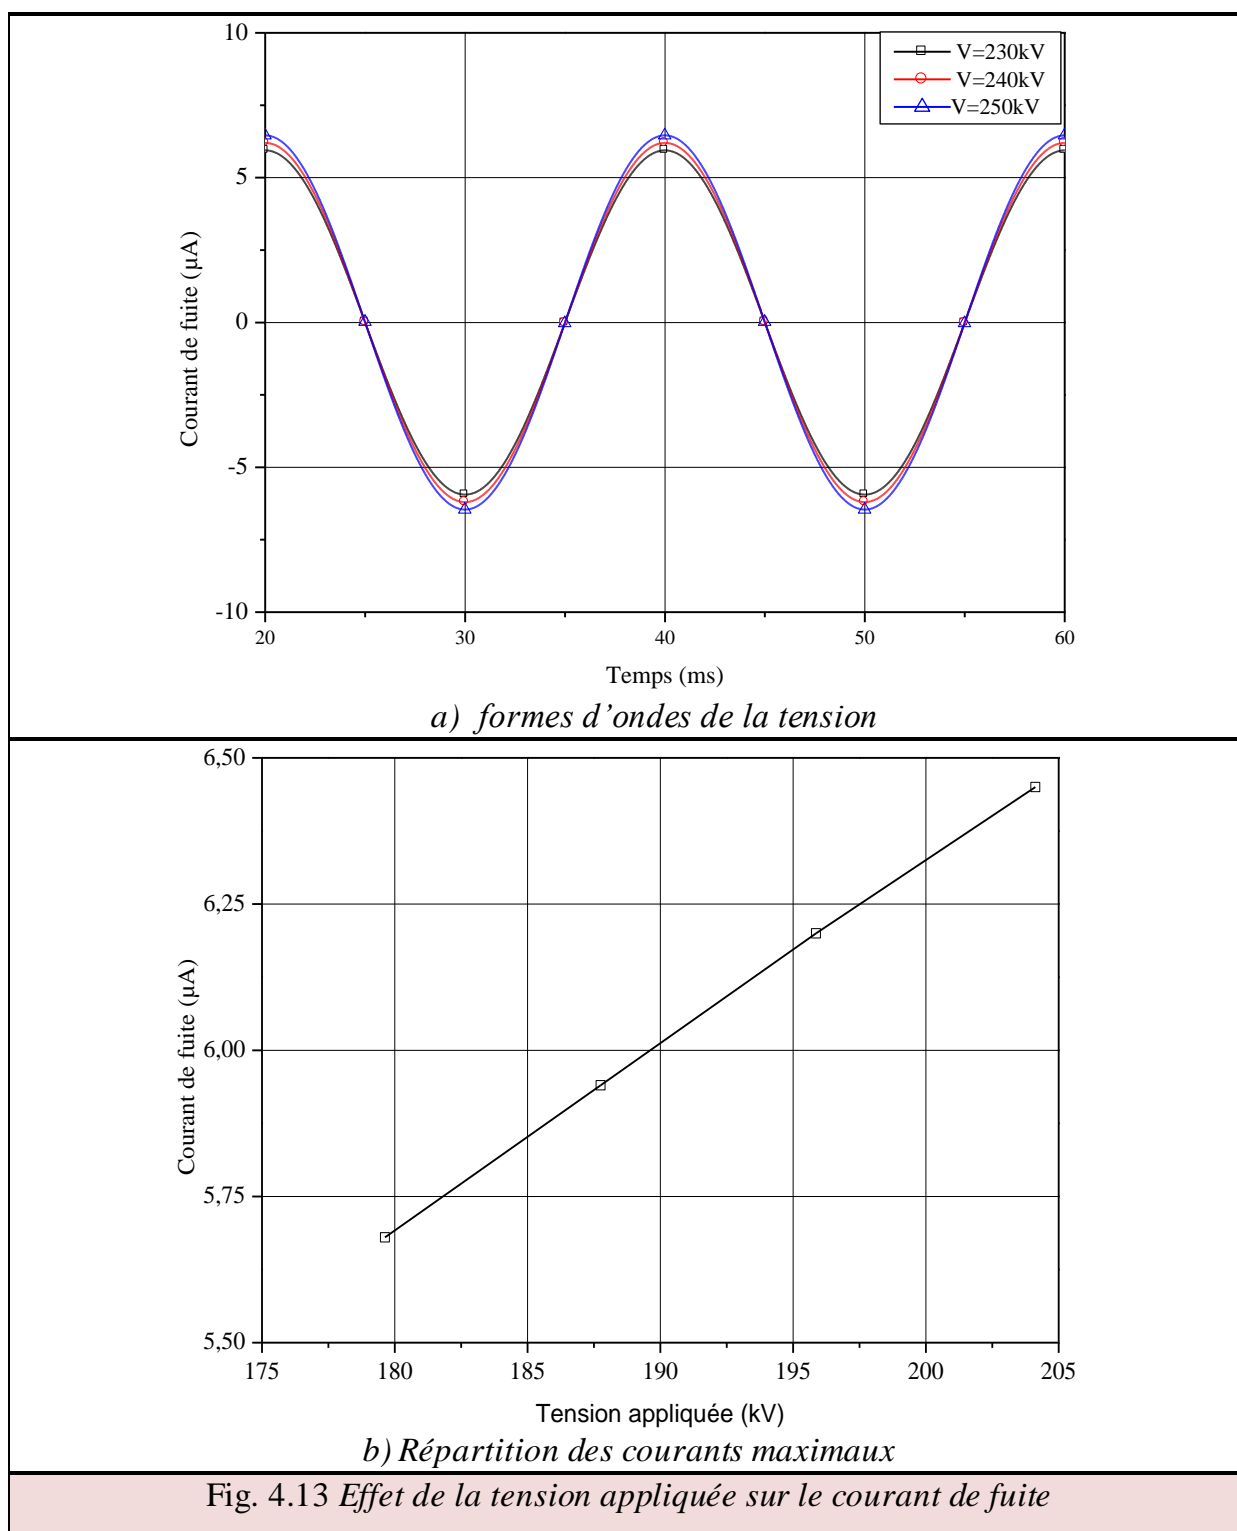 10
5
0
-5
-10
Courant de fuite (µA)
V=230kV
V=240kV
V=250kV
20 30 40 50 60
Temps (ms)
a) formes d’ondes de la tension
6,50
6,25
6,00
5,75
5,50
Courant de fuite (µA)
175 180 185 190 195 200 205
Tension appliquée (kV)
b) Répartition des courants maximaux
Fig. 4.13 Effet de la tension appliquée sur le courant de fuite